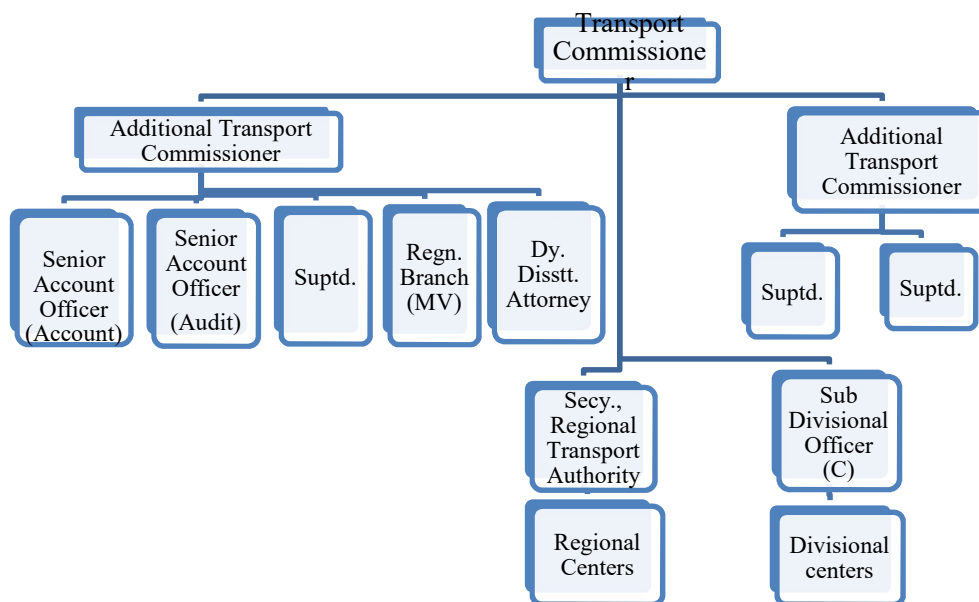 Transport
Commissione
r
Additional Transport
Commissioner
Additional
Transport
Commissioner
Senior
Account
Officer
(Account)
Senior
Account
Officer
(Audit)
Suptd.
Regn.
Branch
(MV)
Dy.
Disstt.
Attorney
Suptd.
Suptd.
Secy.,
Regional
Transport
Authority
Sub
Divisional
Officer
(C)
Regional
Centers
Divisional
centers